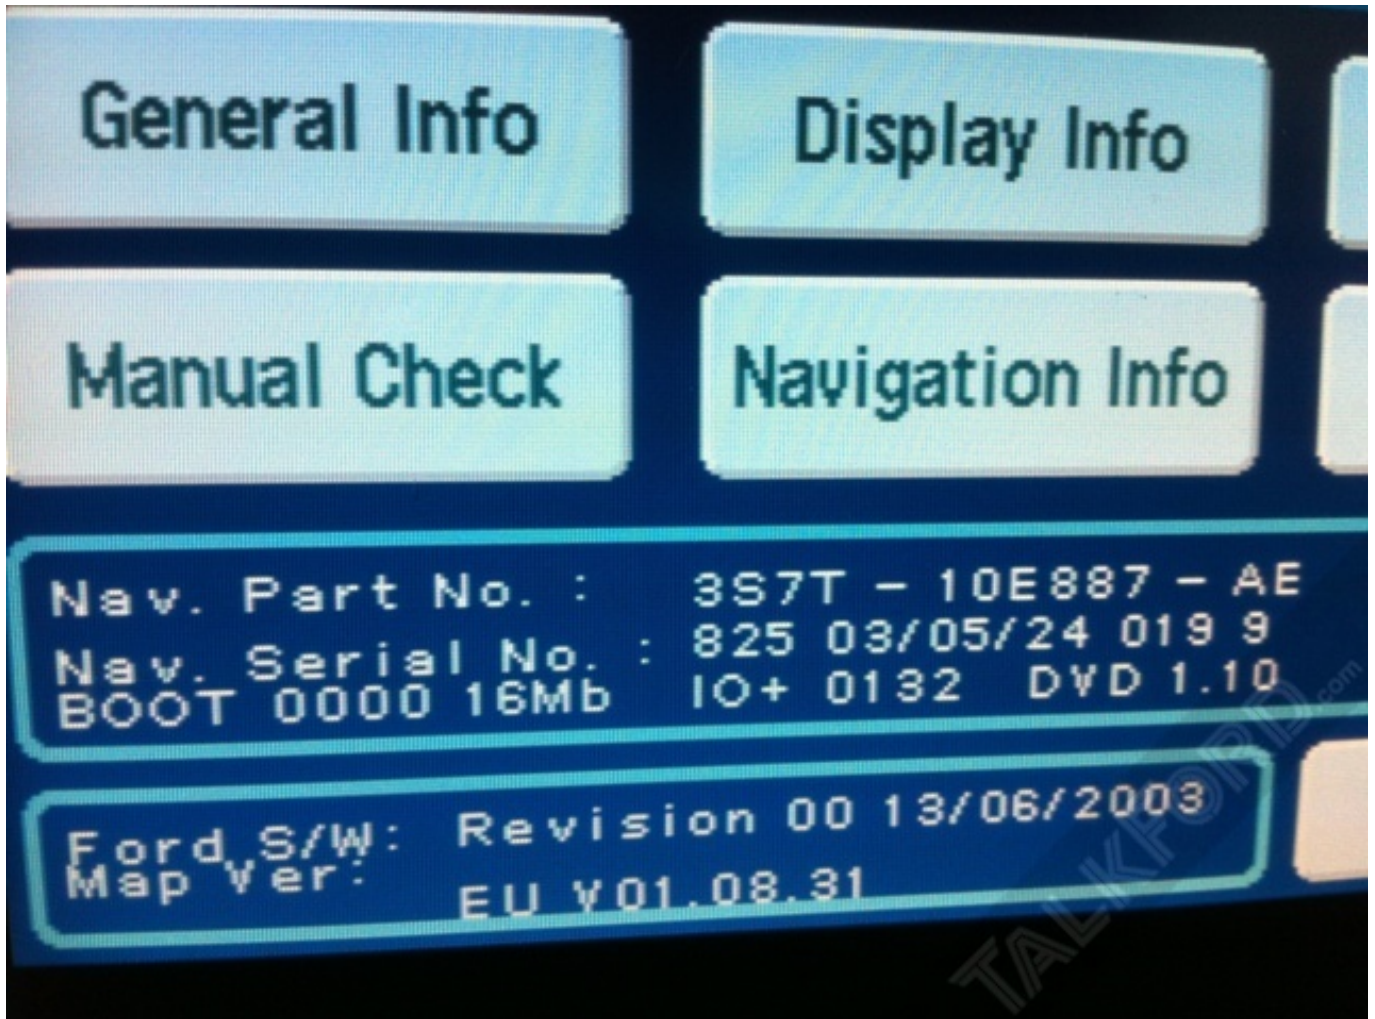 General Info
Display Info
Manual Check
Navigation Info
Nav. Part No. : 3S7T - 10E887 - AE
Nav. Serial No. : 825 03/05/24 019 9
BOOT 0000 16Mb IO+ 0132 DVD 1.10
Ford S/W: Revision 00 13/06/2003
Map Ver: EU V01.08.31
TALKFORD.com